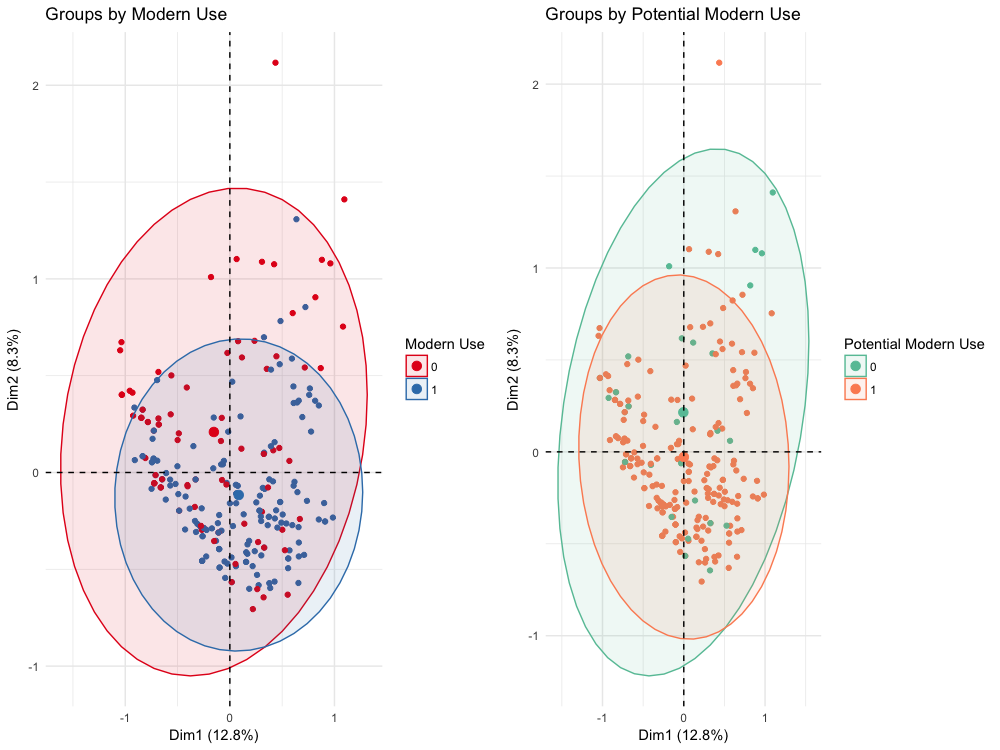 Groups by Modern Use
Dim2 (8.3%)
2
1
0
-1
-1
0
1
Dim1 (12.8%)
Modern Use
0
1
Groups by Potential Modern Use
Dim2 (8.3%)
2
1
0
-1
-1
0
1
Dim1 (12.8%)
Potential Modern Use
0
1